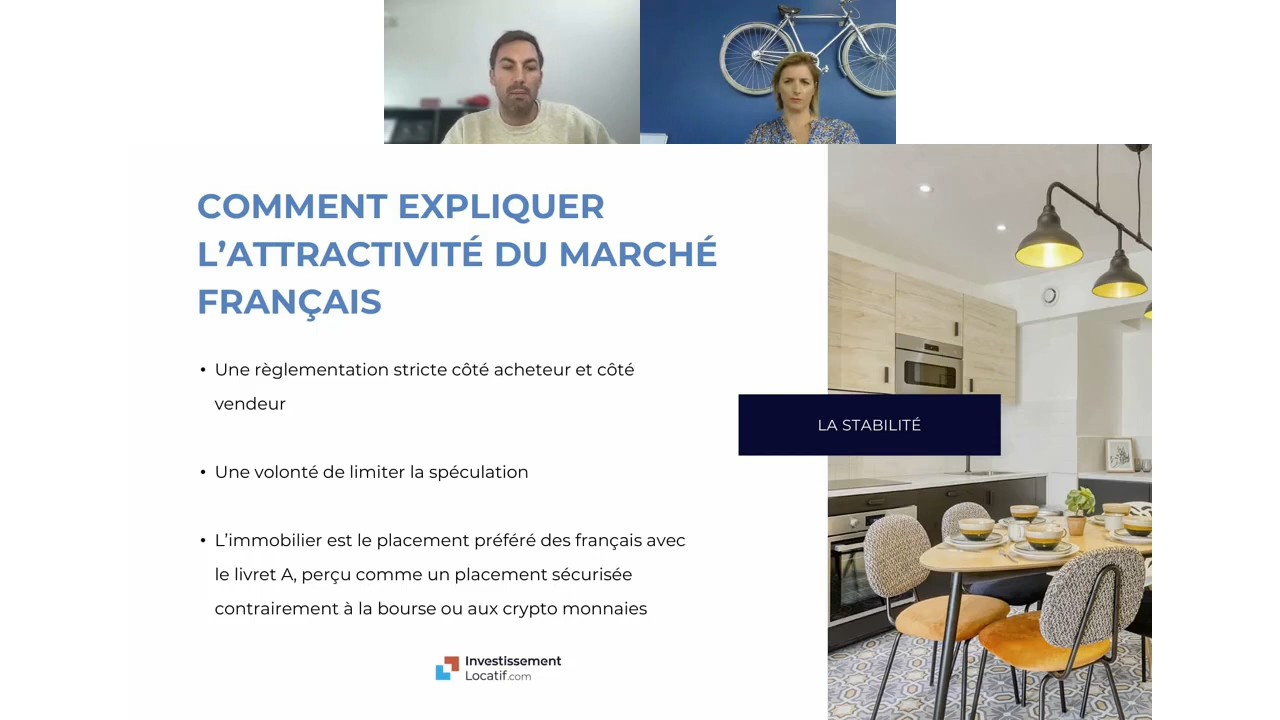 COMMENT EXPLIQUER
L'ATTRACTIVITÉ DU MARCHÉ
FRANÇAIS
• Une règlementation stricte côté acheteur et côté
vendeur
• Une volonté de limiter la spéculation
• L'immobilier est le placement préféré des français avec
le livret A, perçu comme un placement sécurisée
contrairement à la bourse ou aux crypto monnaies
LA STABILITÉ
Investissement
Locatif.com